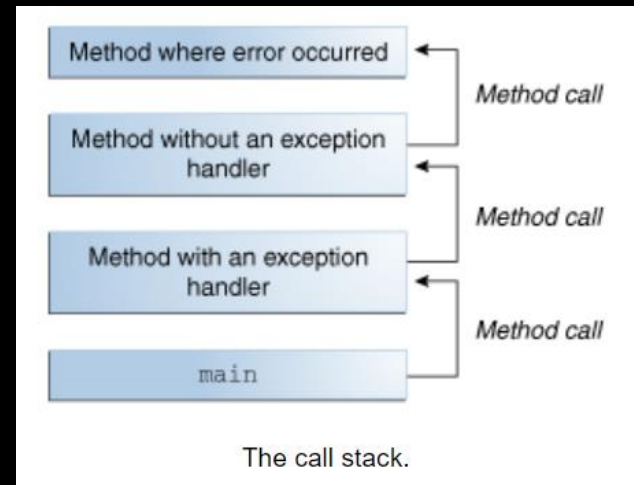 Method where error occurred
Method call
Method without an exception
handler
Method call
Method with an exception
handler
Method call
main
The call stack.